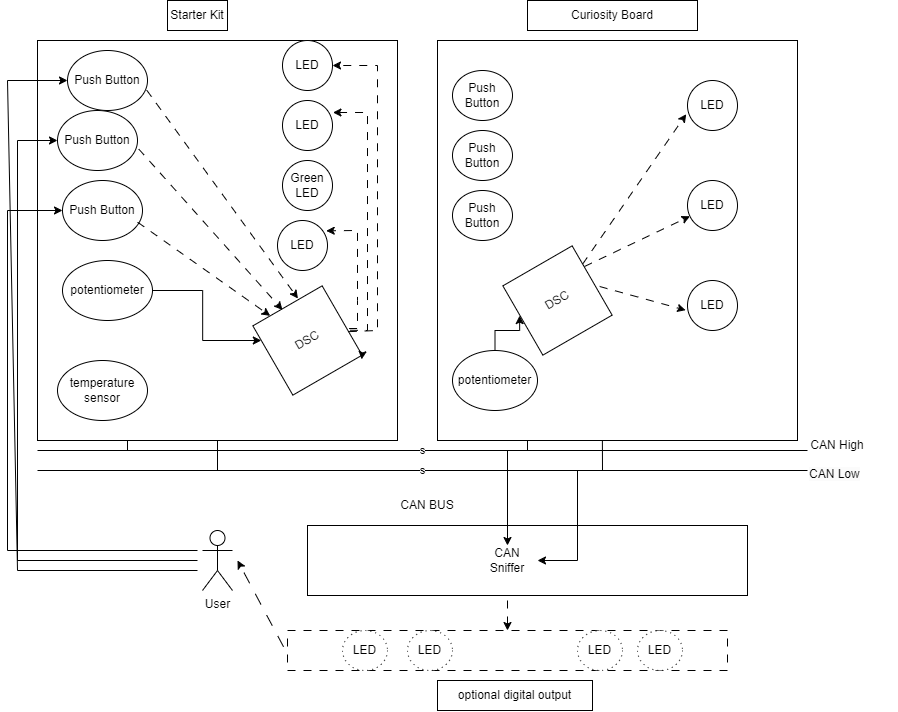 Starter Kit
Curiosity Board
Push Button
Push Button
Push Button
potentiometer
temperature
sensor
LED
LED
Green
LED
LED
DSC
Push
Button
Push
Button
Push
Button
LED
LED
LED
DSC
potentiometer
s
CAN High
s
CAN Low
CAN BUS
CAN
Sniffer
User
LED
LED
LED
LED
optional digital output